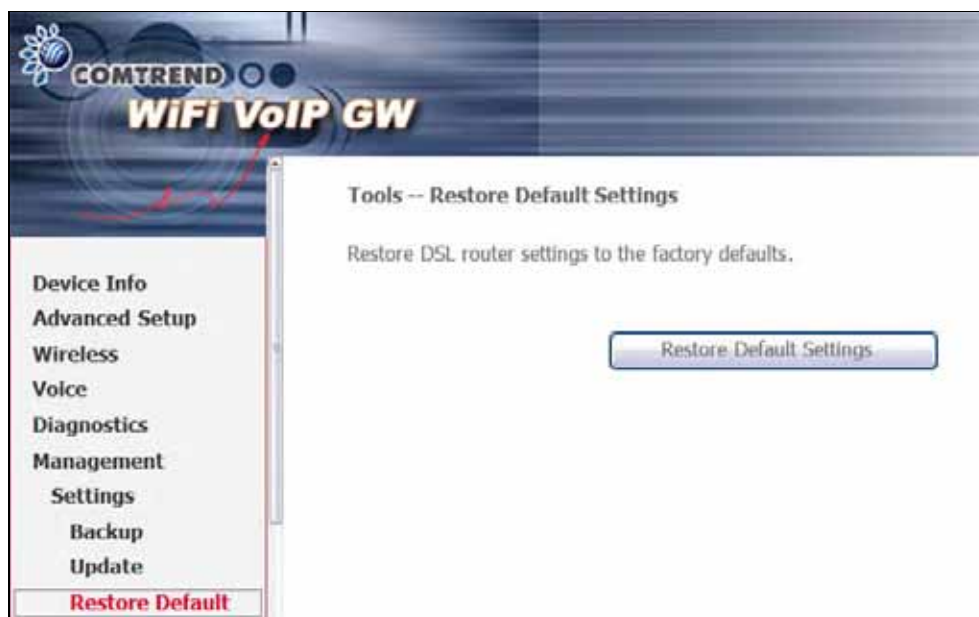 COMTREND
WiFi VoIP GW
Tools -- Restore Default Settings
Restore DSL router settings to the factory defaults.
Restore Default Settings
Device Info
Advanced Setup
Wireless
Voice
Diagnostics
Management
Settings
Backup
Update
Restore Default